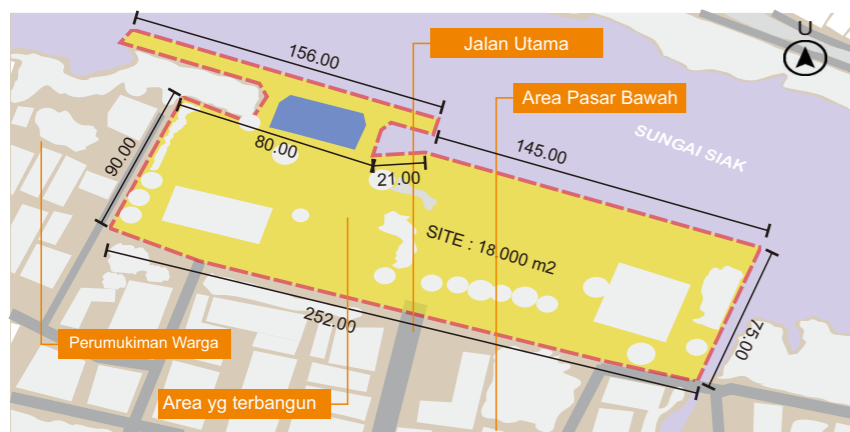 156.00
Jalan Utama
U
Area Pasar Bawah
SUNGAI SIAK
145.00
80.00
90.00
21.00
SITE : 18.000 m2
252.00
75.00
Perumukiman Warga
Area yg terbangun